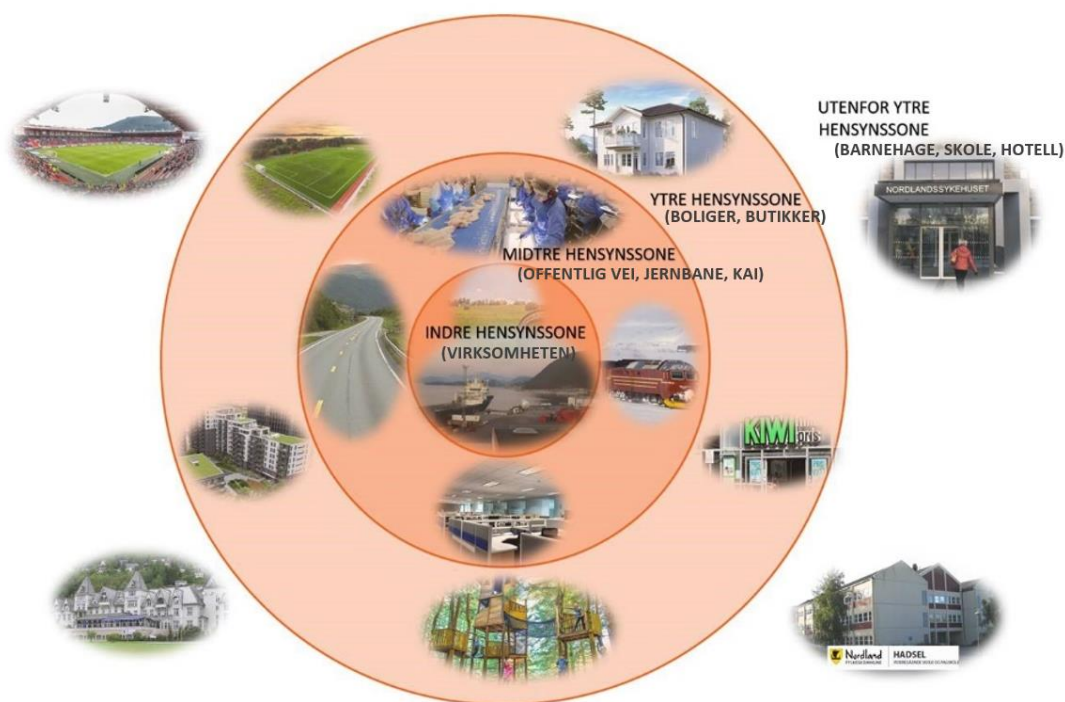 UTENFOR YTRE
HENSYNSSONE
(BARNEHAGE, SKOLE, HOTELL)
NORDLANDSSYKEHUSET
YTRE HENSYNSSONE
(BOLIGER, BUTIKKER)
MIDTRE HENSYNSSONE
(OFFENTLIG VEI, JERNBANE, KAI)
INDRE HENSYNSSONE
(VIRKSOMHETEN)
KIWI
Nordland
HADSEL